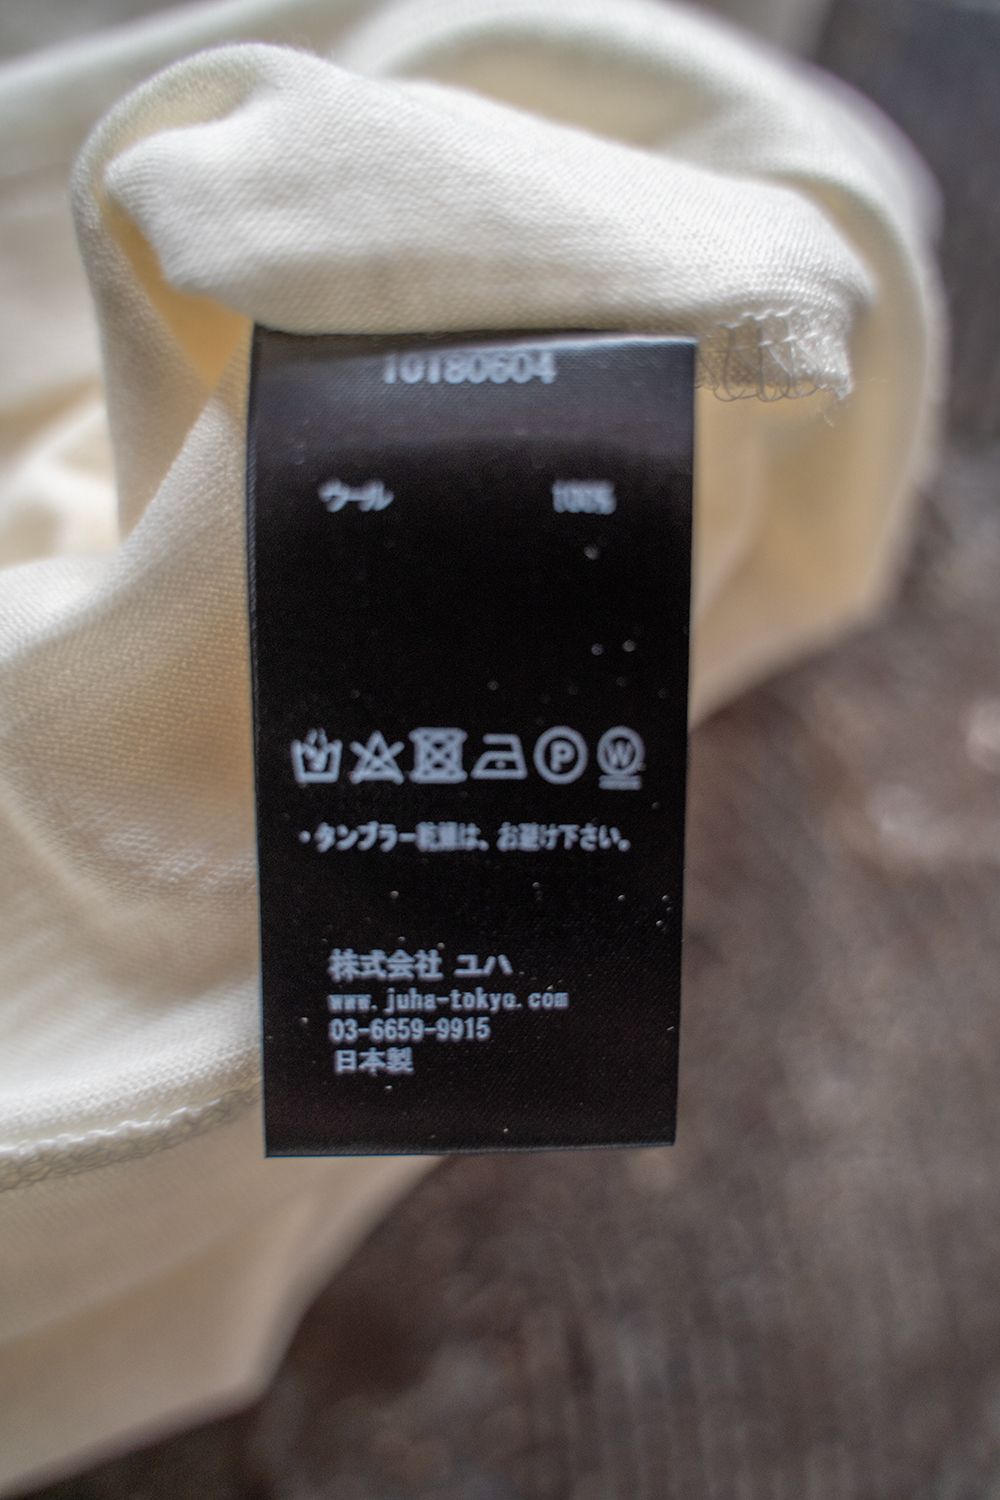 10180604
ウール 100%
P W
・タンブラー乾燥は、お避け下さい。
株式会社 ユハ
www.juha-tokyo.com
03-6659-9915
日本製